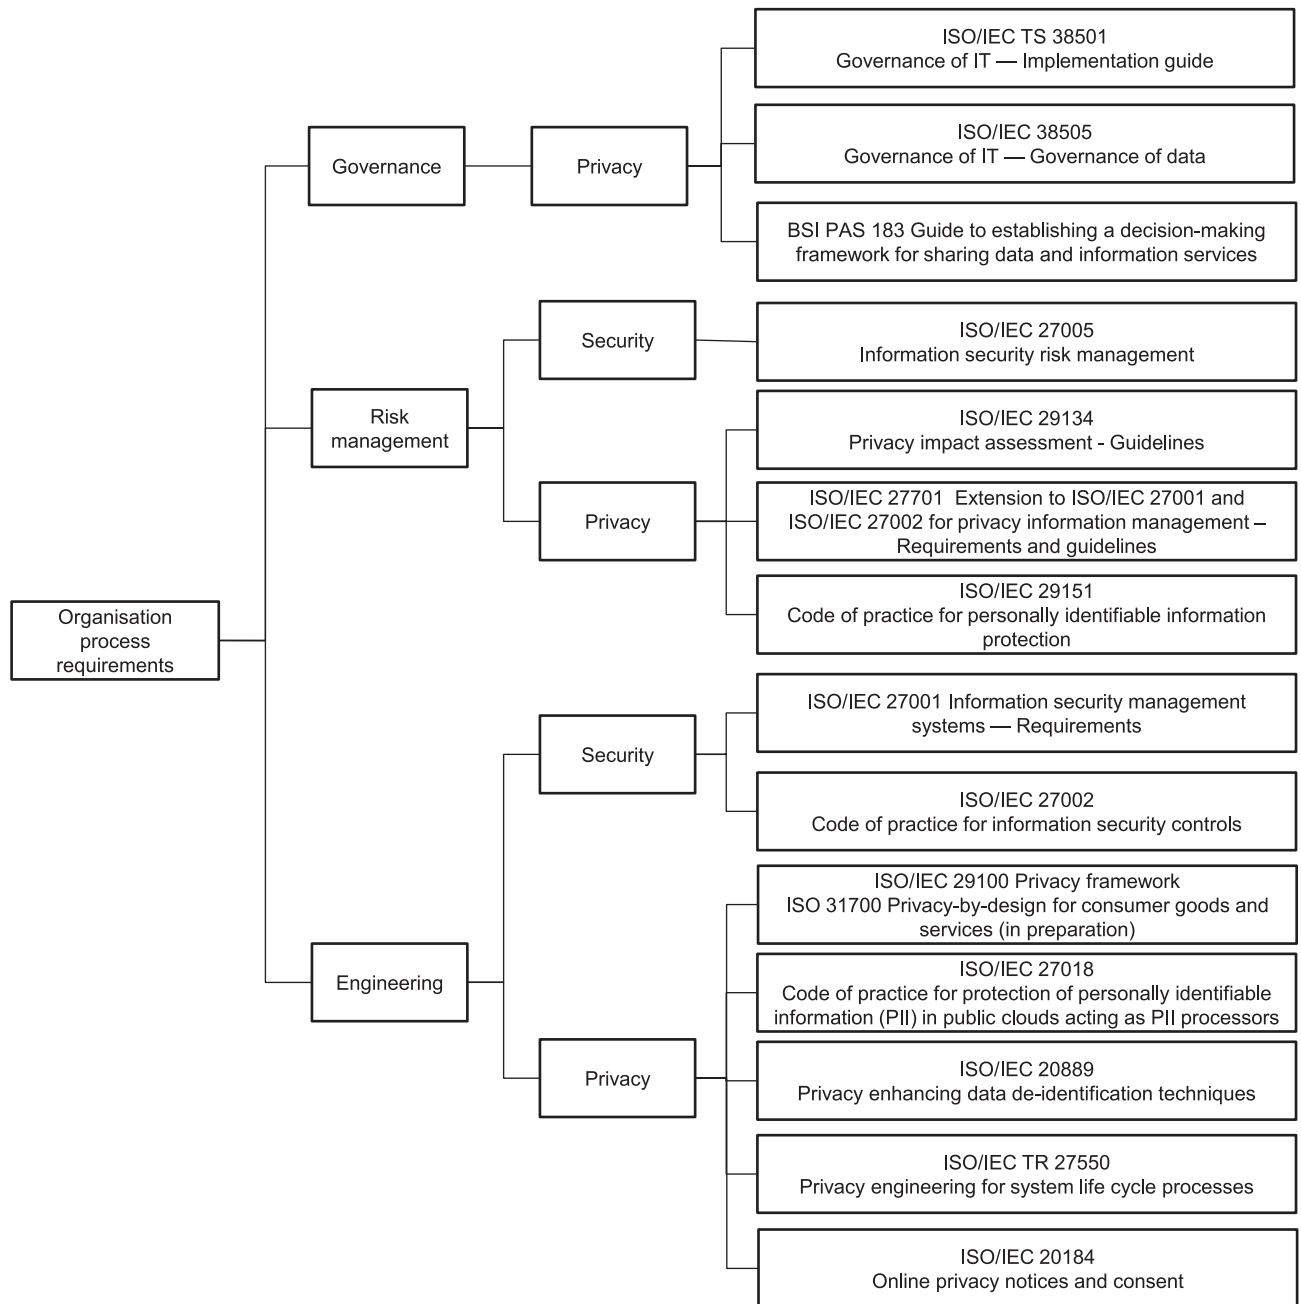 ISO/IEC TS 38501
Governance of IT — Implementation guide
ISO/IEC 38505
Governance of IT — Governance of data
Governance
Privacy
BSI PAS 183 Guide to establishing a decision-making
framework for sharing data and information services
Security
ISO/IEC 27005
Information security risk management
Risk
management
ISO/IEC 29134
Privacy impact assessment - Guidelines
Privacy
ISO/IEC 27701 Extension to ISO/IEC 27001 and
ISO/IEC 27002 for privacy information management –
Requirements and guidelines
ISO/IEC 29151
Code of practice for personally identifiable information
protection
Organisation
process
requirements
Security
ISO/IEC 27001 Information security management
systems — Requirements
ISO/IEC 27002
Code of practice for information security controls
ISO/IEC 29100 Privacy framework
ISO 31700 Privacy-by-design for consumer goods and
services (in preparation)
Engineering
ISO/IEC 27018
Code of practice for protection of personally identifiable
information (PII) in public clouds acting as PII processors
Privacy
ISO/IEC 20889
Privacy enhancing data de-identification techniques
ISO/IEC TR 27550
Privacy engineering for system life cycle processes
ISO/IEC 20184
Online privacy notices and consent